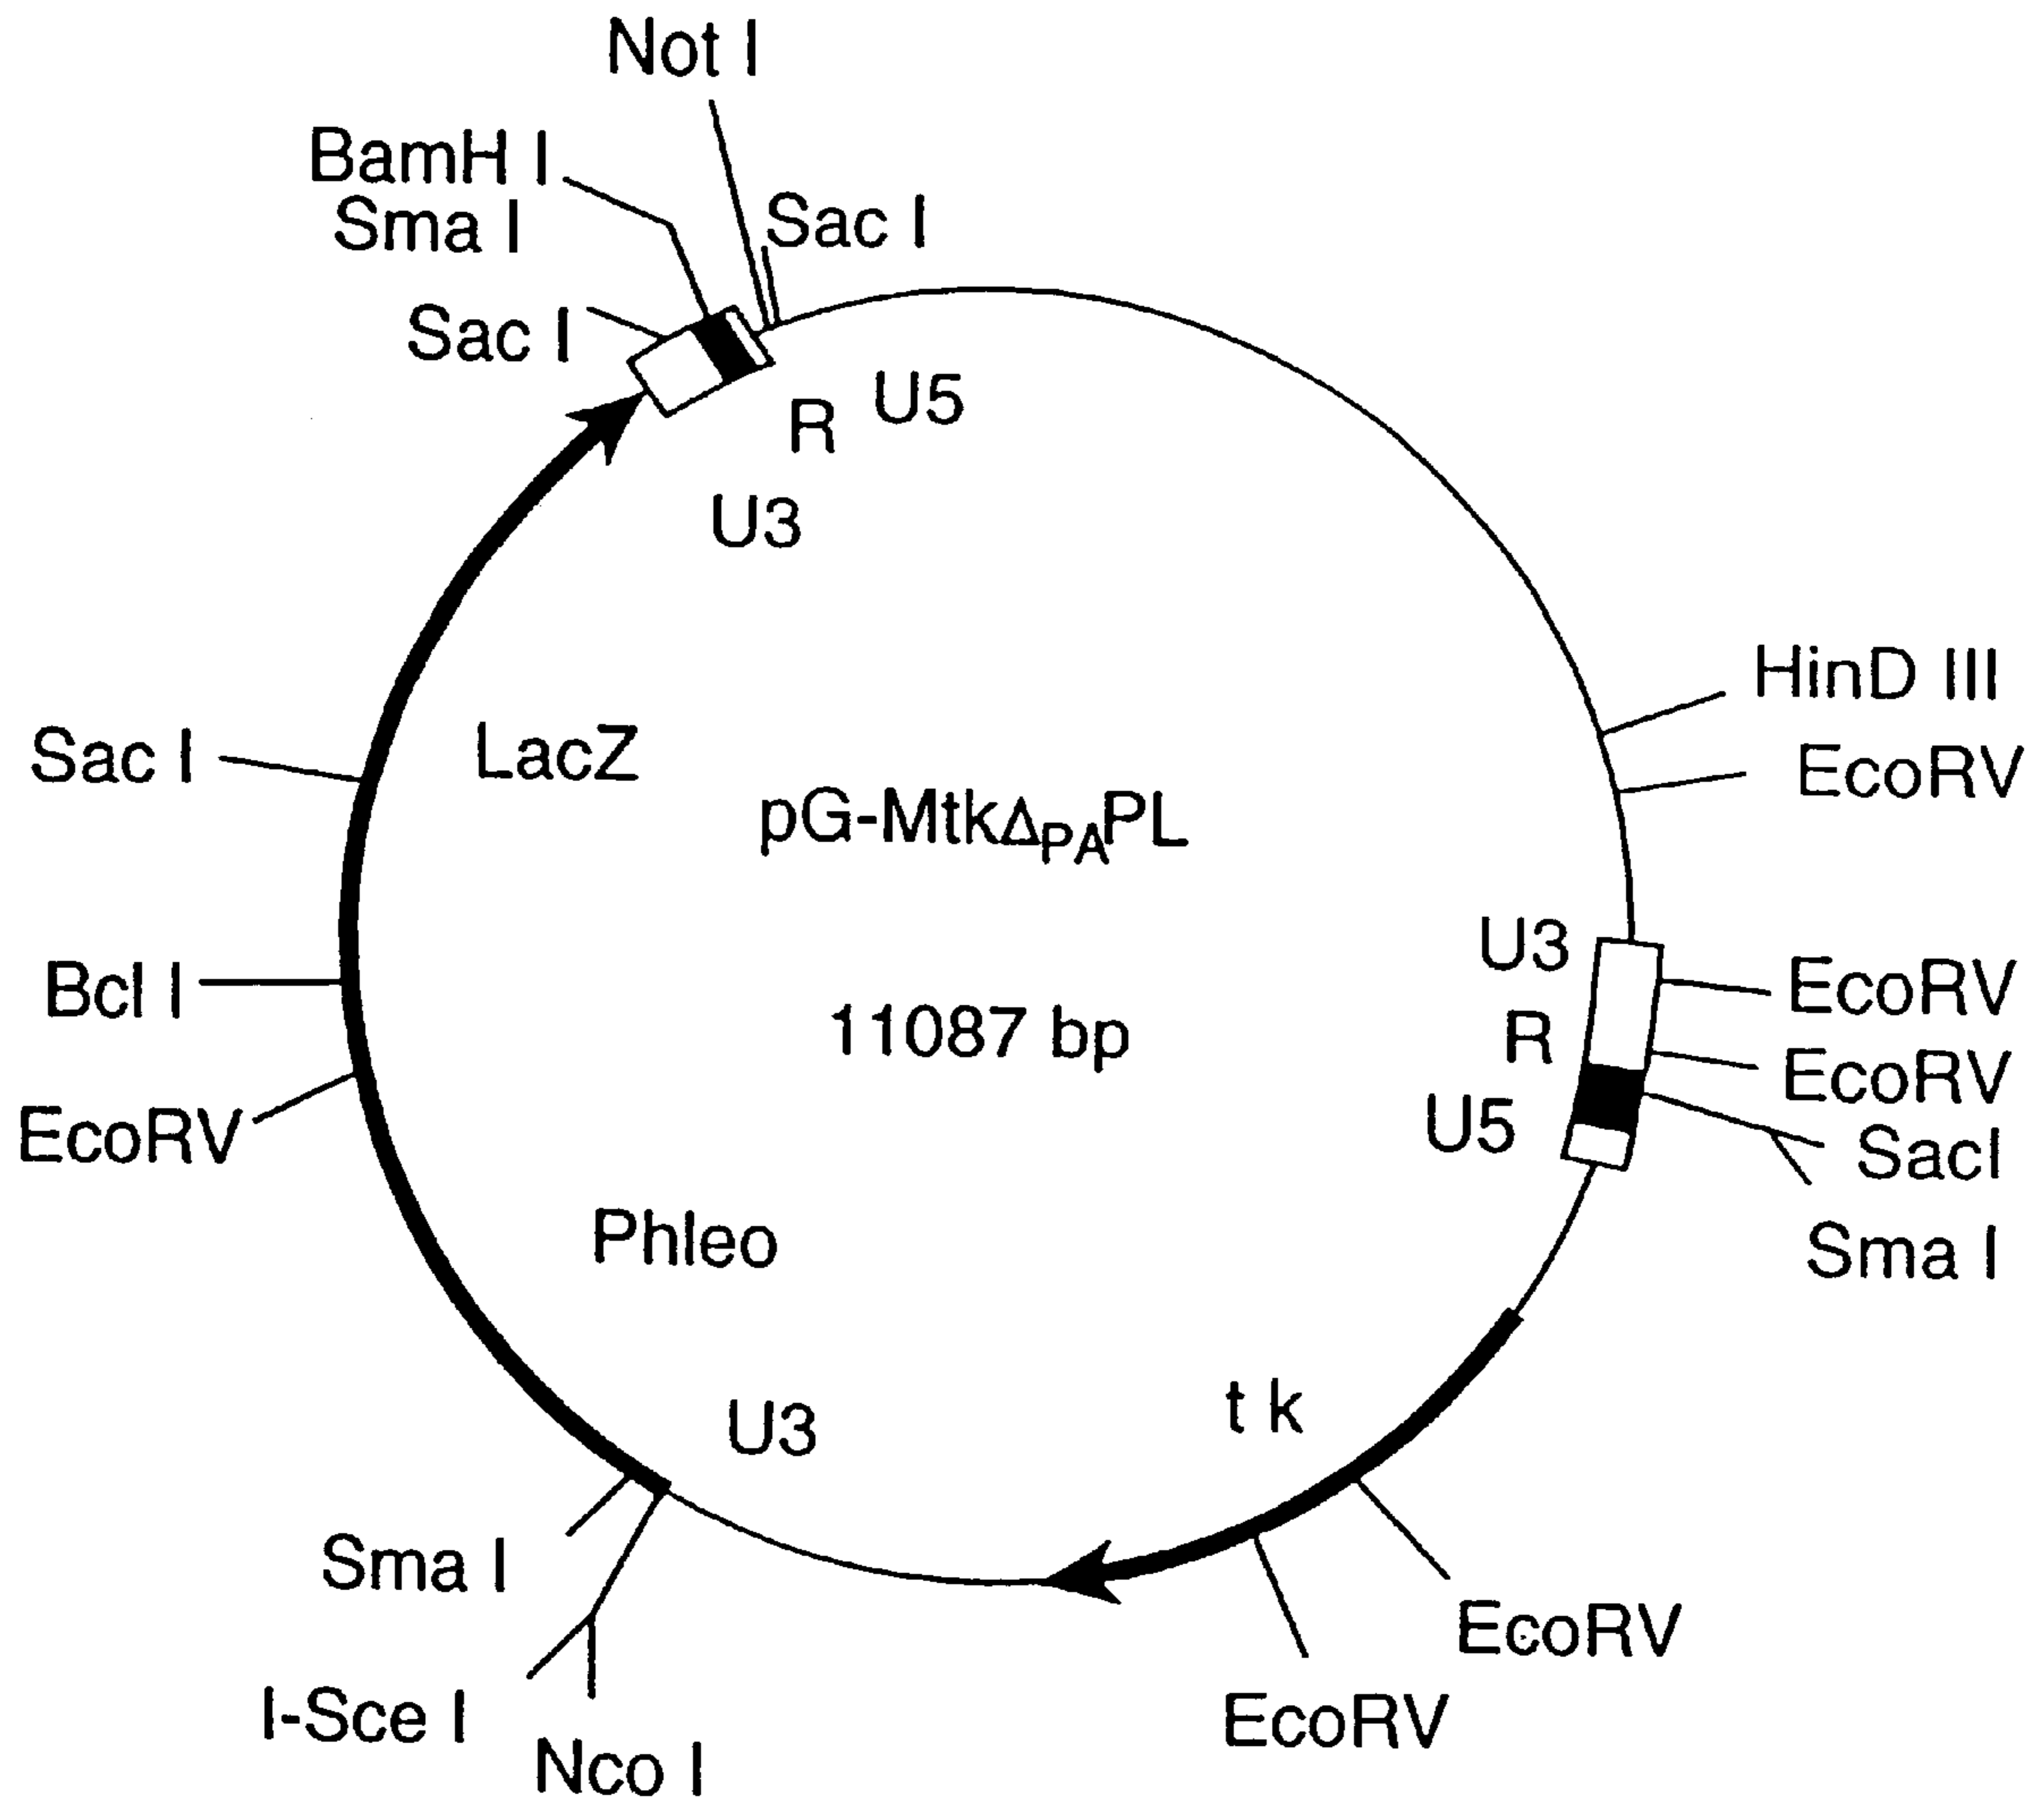 Not I
BamH I
Sma I
Sac I
Sac I
R
U5
U3
HinD III
EcoRV
Sac I
LacZ
pG-MtkΔPAPL
U3
EcoRV
Bcl I
11087 bp
R
EcoRV
EcoRV
U5
SacI
Phleo
Sma I
U3
t k
Sma I
EcoRV
I-Sce I
EcoRV
Nco I